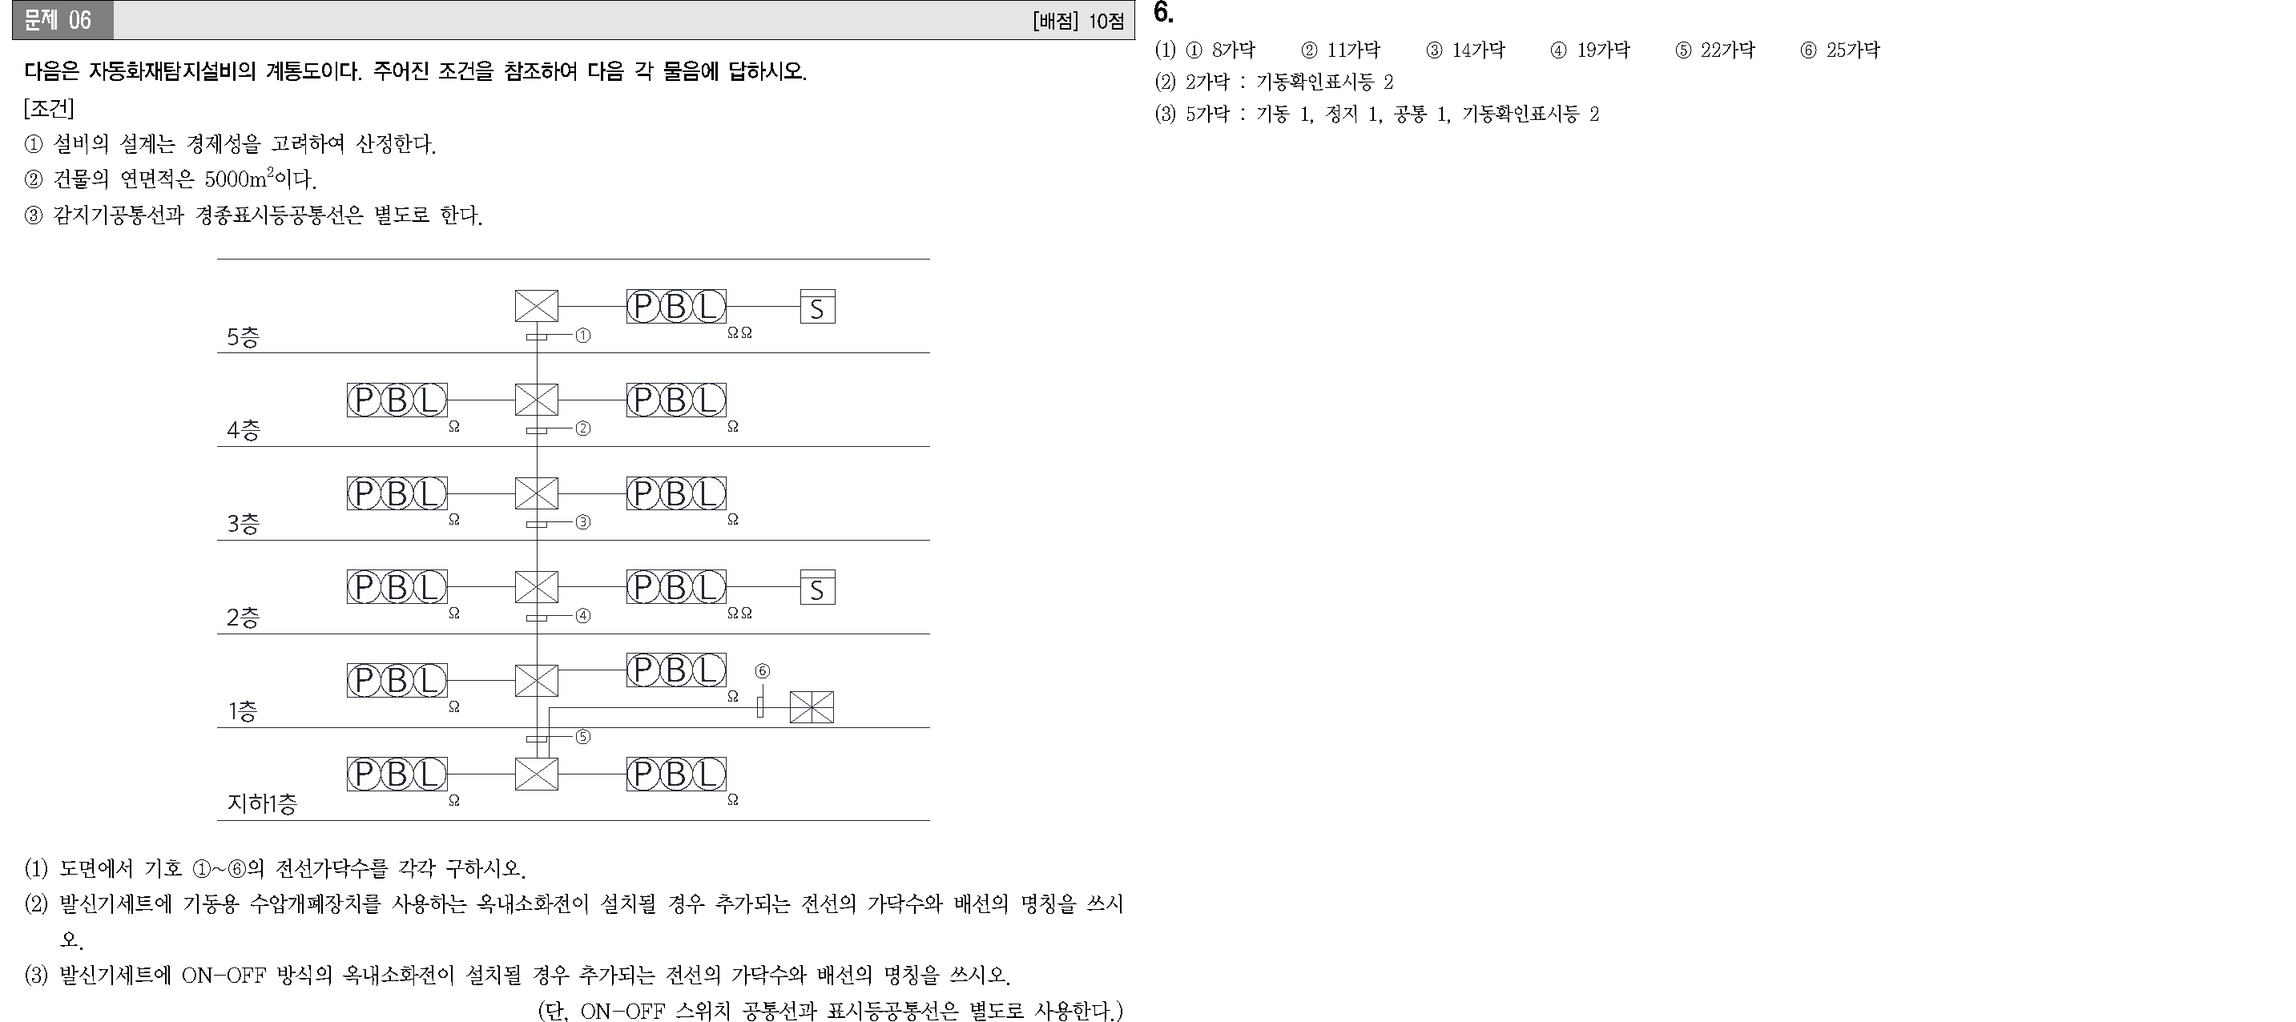 문제 06 [배점] 10점
다음은 자동화재탐지설비의 계통도이다. 주어진 조건을 참조하여 다음 각 물음에 답하시오.
[조건]
① 설비의 설계는 경제성을 고려하여 산정한다.
② 건물의 연면적은 5000m²이다.
③ 감지기공통선과 경종표시등공통선은 별도로 한다.
P B L S
ΩΩ
5층 ①
P B L P B L
Ω Ω
4층 ②
P B L P B L
Ω Ω
3층 ③
P B L P B L S
Ω ΩΩ
2층 ④
P B L P B L ⑥
Ω Ω
1층
⑤
P B L P B L
Ω Ω
지하1층
(1) 도면에서 기호 ①~⑥의 전선가닥수를 각각 구하시오.
(2) 발신기세트에 기동용 수압개폐장치를 사용하는 옥내소화전이 설치될 경우 추가되는 전선의 가닥수와 배선의 명칭을 쓰시
오.
(3) 발신기세트에 ON-OFF 방식의 옥내소화전이 설치될 경우 추가되는 전선의 가닥수와 배선의 명칭을 쓰시오.
(단, ON-OFF 스위치 공통선과 표시등공통선은 별도로 사용한다.)
6.
(1) ① 8가닥 ② 11가닥 ③ 14가닥 ④ 19가닥 ⑤ 22가닥 ⑥ 25가닥
(2) 2가닥 : 기동확인표시등 2
(3) 5가닥 : 기동 1, 정지 1, 공통 1, 기동확인표시등 2